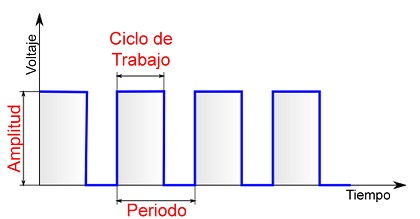 Voltaje
Ciclo de
Trabajo
Amplitud
Periodo
Tiempo